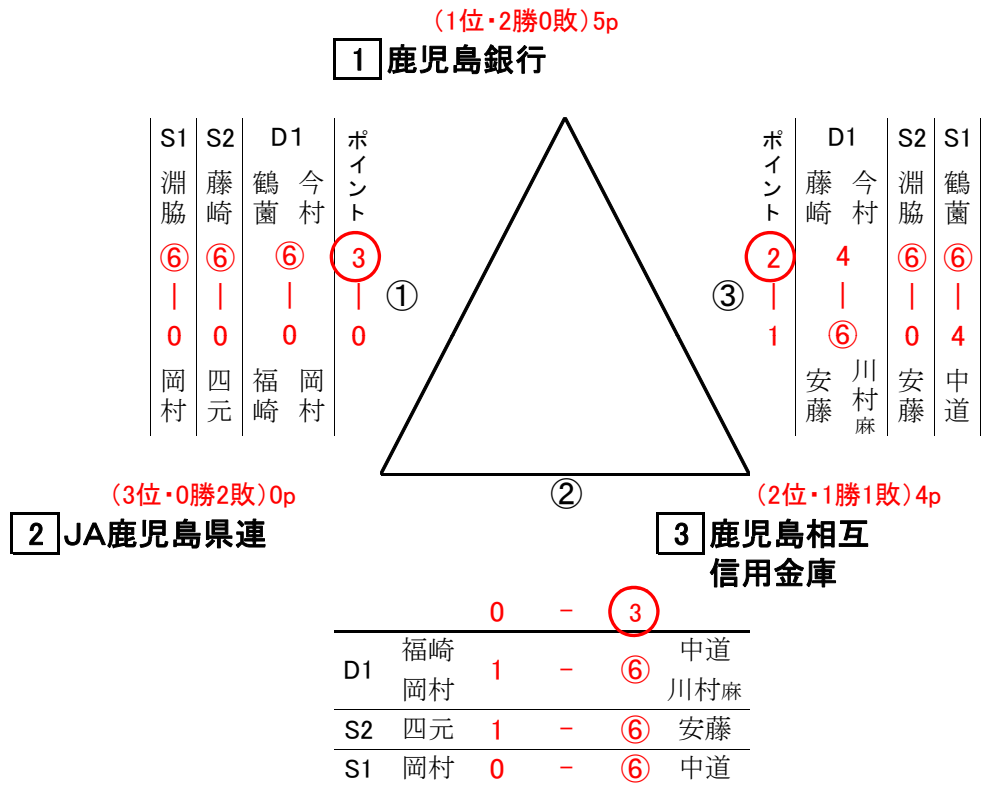 (1位・2勝0敗)5p
1 鹿児島銀行
S1 S2 D1 ポイント
淵脇 藤崎 鶴薗 今村
⑥ ⑥ ⑥ 3
| | | |
0 0 0 0
岡村 四元 福崎 岡村
①
ポイント D1 S2 S1
藤崎 今村 淵脇 鶴薗
2 4 ⑥ ⑥
| | | |
1 ⑥ 0 4
安藤 川村麻 安藤 中道
③
②
(3位・0勝2敗)0p
2 JA鹿児島県連
(2位・1勝1敗)4p
3 鹿児島相互
信用金庫
0 - 3
D1 福崎 岡村 1 - ⑥ 中道 川村麻
S2 四元 1 - ⑥ 安藤
S1 岡村 0 - ⑥ 中道